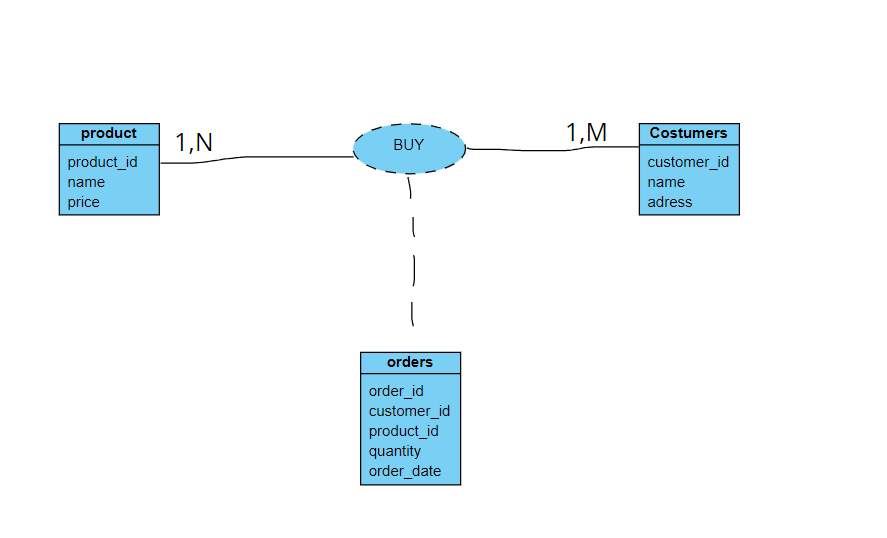 product
product_id
name
price
1,N
BUY
1,M
Costumers
customer_id
name
adress
orders
order_id
customer_id
product_id
quantity
order_date